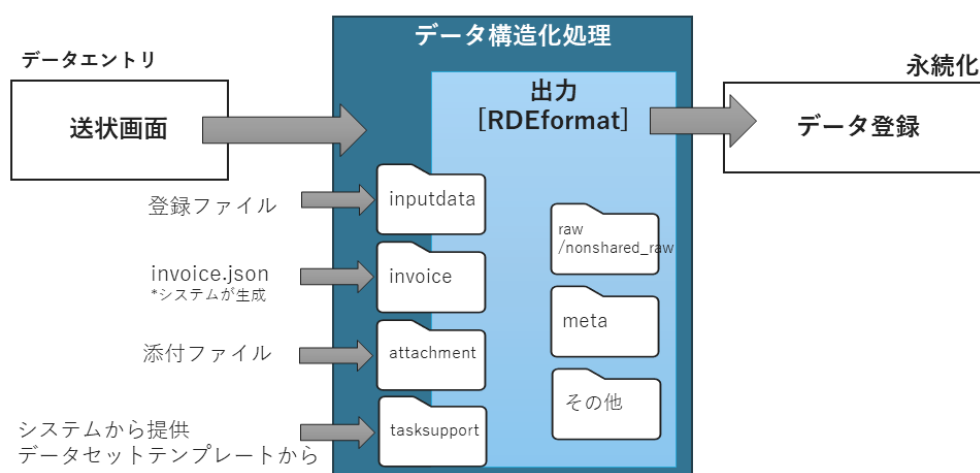 データ構造化処理
データエントリ
永続化
送状画面
出力
[RDEformat]
データ登録
登録ファイル
inputdata
raw
/nonshared_raw
invoice.json
*システムが生成
invoice
meta
添付ファイル
attachment
その他
システムから提供
データセットテンプレートから
tasksupport